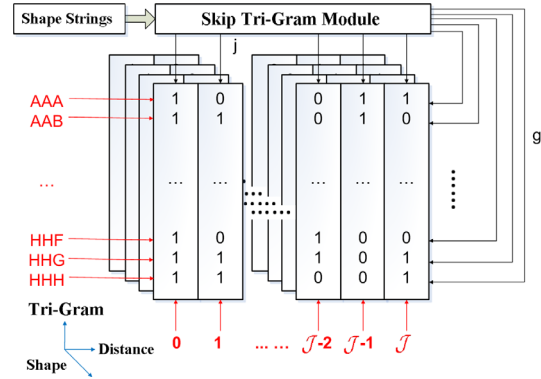 Shape Strings
Skip Tri-Gram Module
j
g
AAA 1 0 0 1 1
AAB 1 1 0 1 0
... ... ... ... ... ...
HHF 1 0 1 0 0
HHG 1 1 1 0 1
HHH 1 1 0 0 1
Tri-Gram
Distance
Shape
0 1 ... ... J-2 J-1 J